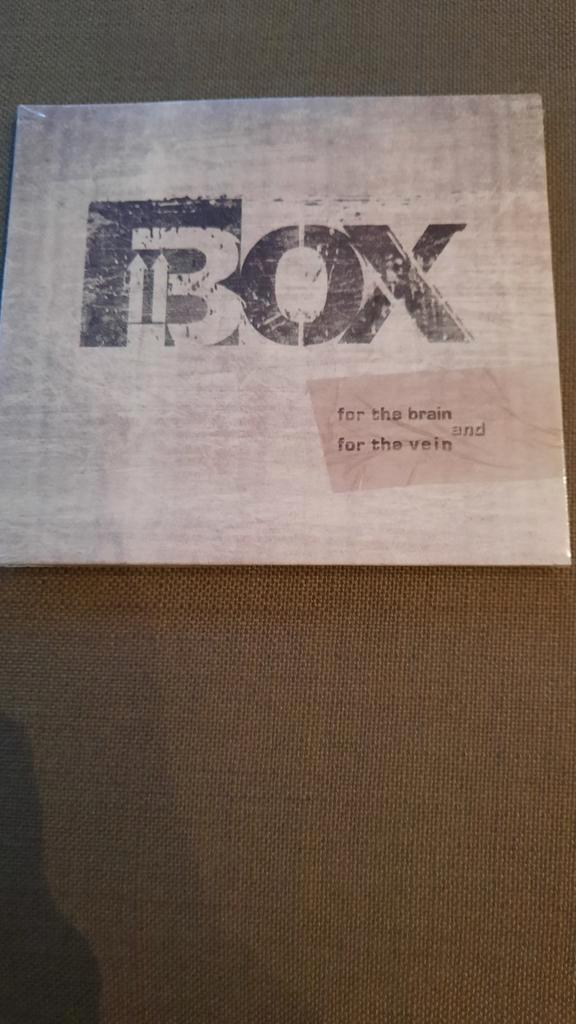 BOX
for the brain
and
for the vein